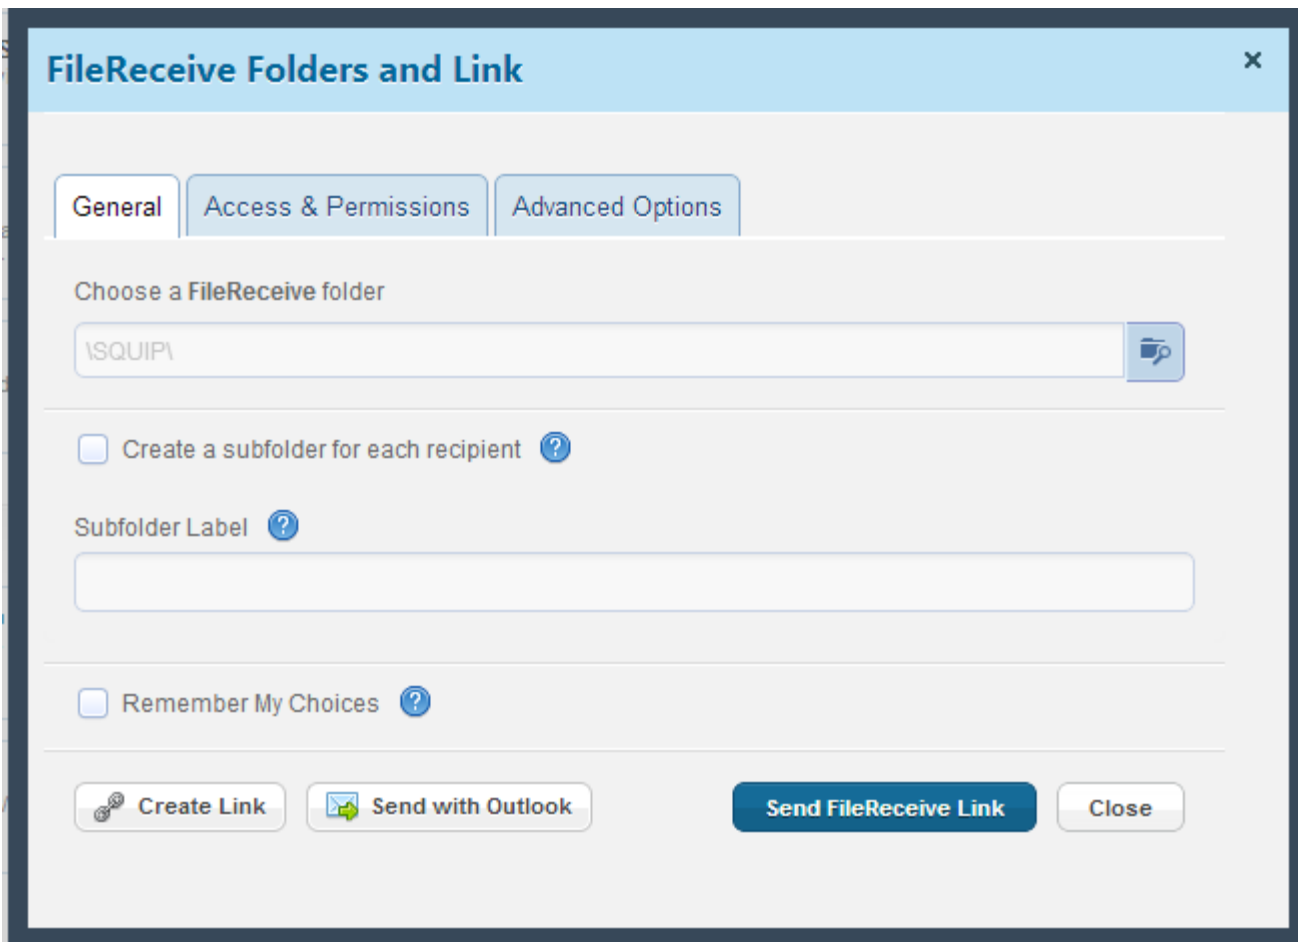 FileReceive Folders and Link
×
General
Access & Permissions
Advanced Options
Choose a FileReceive folder
\SQUIP\
Create a subfolder for each recipient ?
Subfolder Label ?
Remember My Choices ?
Create Link
Send with Outlook
Send FileReceive Link
Close